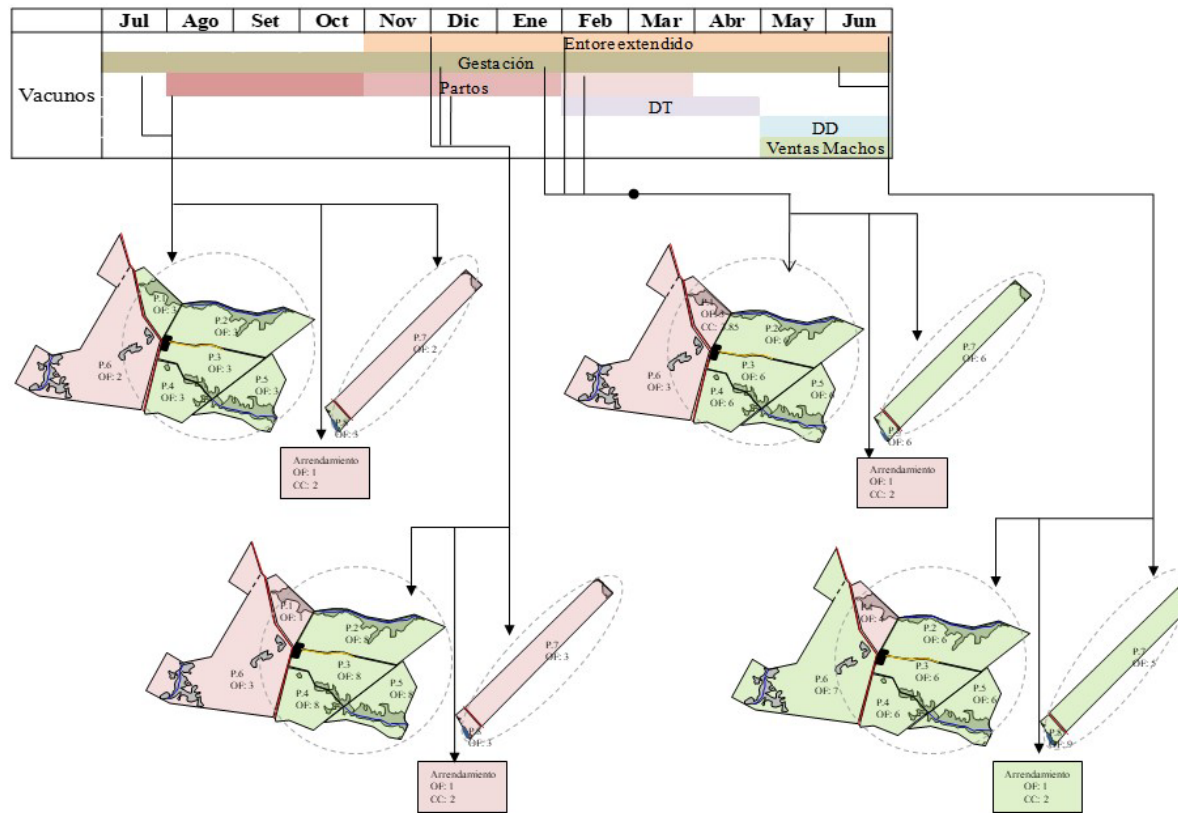 Jul Ago Set Oct Nov Dic Ene Feb Mar Abr May Jun
Vacunos
Entore extendido
Gestación
Partos
DT
DD
Ventas Machos
P.1
OF: 3
P.2
OF: 3
P.3
OF: 3
P.4
OF: 3
P.5
OF: 3
P.6
OF: 2
P.7
OF: 2
P.8
OF: 3
Arrendamiento
OF: 1
CC: 2
P.1
P.2
P.3
OF: 6
P.4
OF: 6
P.5
P.6
OF: 3
P.7
OF: 6
OF: 6
Arrendamiento
OF: 1
CC: 2
P.1
OF: 1
P.2
OF: 8
P.3
OF: 8
P.4
OF: 8
P.5
OF: 8
P.6
OF: 3
P.7
OF: 3
P.8
OF: 3
Arrendamiento
OF: 1
CC: 2
OF: 4
P.2
OF: 6
P.3
OF: 6
P.4
OF: 6
P.5
OF: 6
P.6
OF: 7
P.7
OF: 5
P.8
OF: 9
Arrendamiento
OF: 1
CC: 2